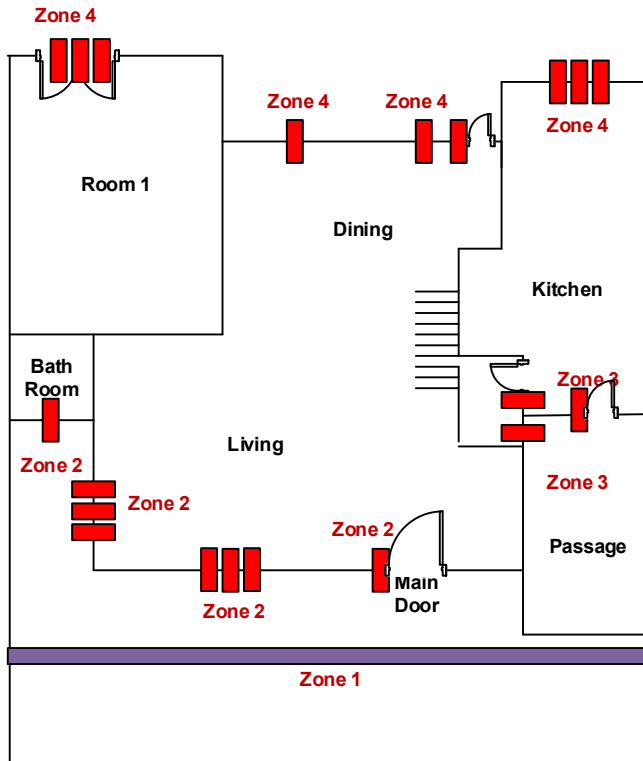 Zone 4
Zone 4
Zone 4
Zone 4
Room 1
Dining
Kitchen
Bath
Room
Zone 3
Living
Zone 2
Zone 3
Zone 2
Zone 2
Passage
Main
Door
Zone 2
Zone 1